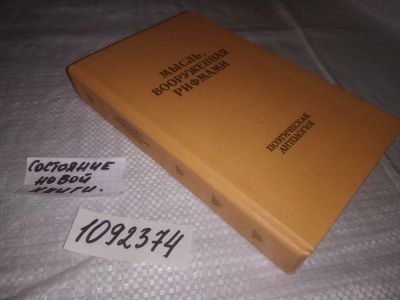 МЫСЛЬ,
ВООРУЖЕННАЯ
РИФМАМИ
ПОЭТИЧЕСКАЯ
АНТОЛОГИЯ
СОСТОЯНИЕ
НОВОЙ
КНИГИ.
1092374